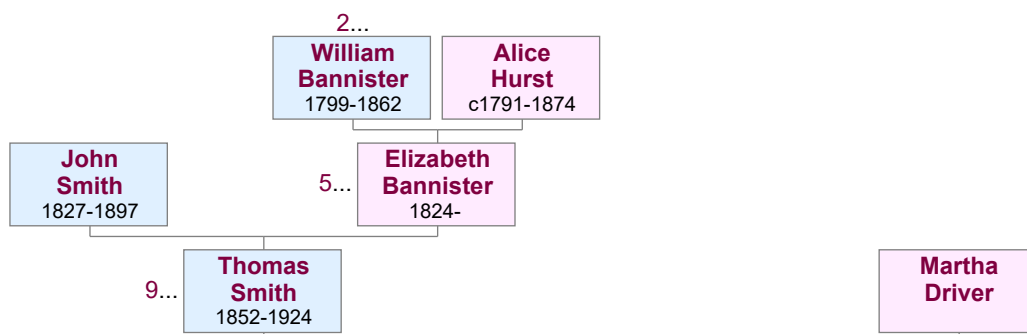 2...
William
Bannister
1799-1862
Alice
Hurst
c1791-1874
John
Smith
1827-1897
5...
Elizabeth
Bannister
1824-
9...
Thomas
Smith
1852-1924
Martha
Driver